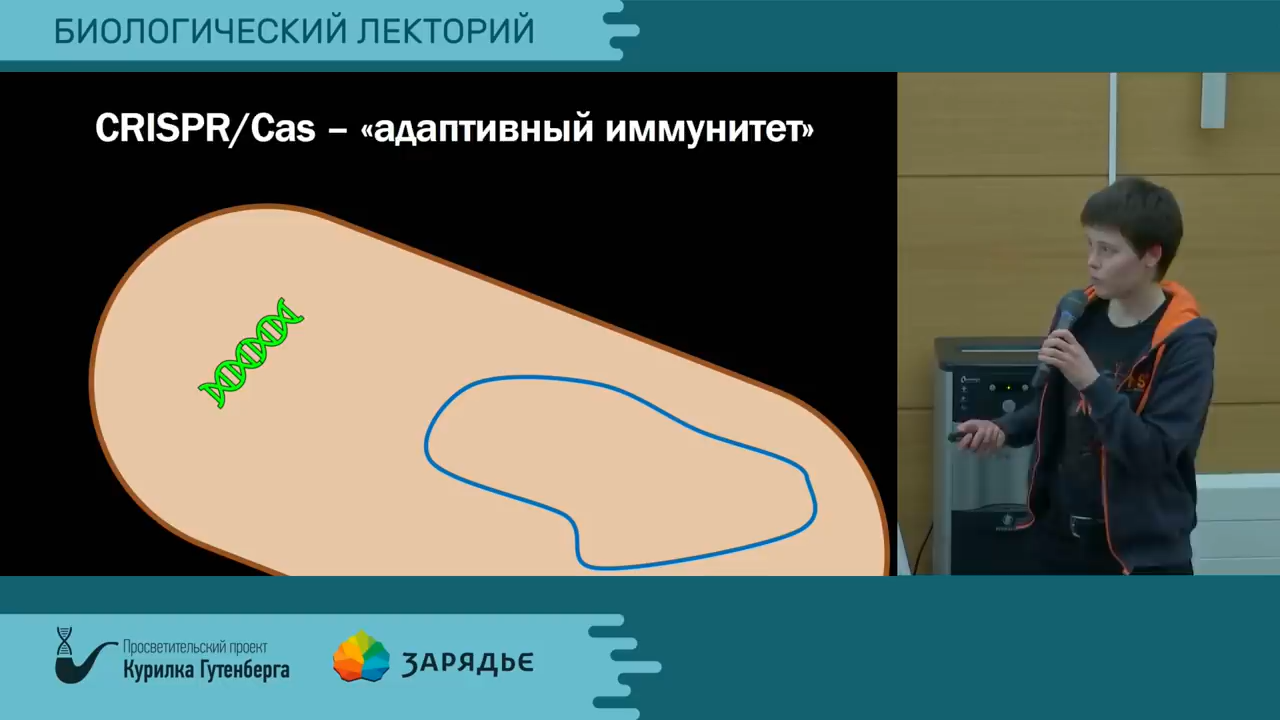 БИОЛОГИЧЕСКИЙ ЛЕКТОРИЙ
CRISPR/Cas – «адаптивный иммунитет»
Просветительский проект
Курилка Гутенберга
ЗАРЯДЬЕ